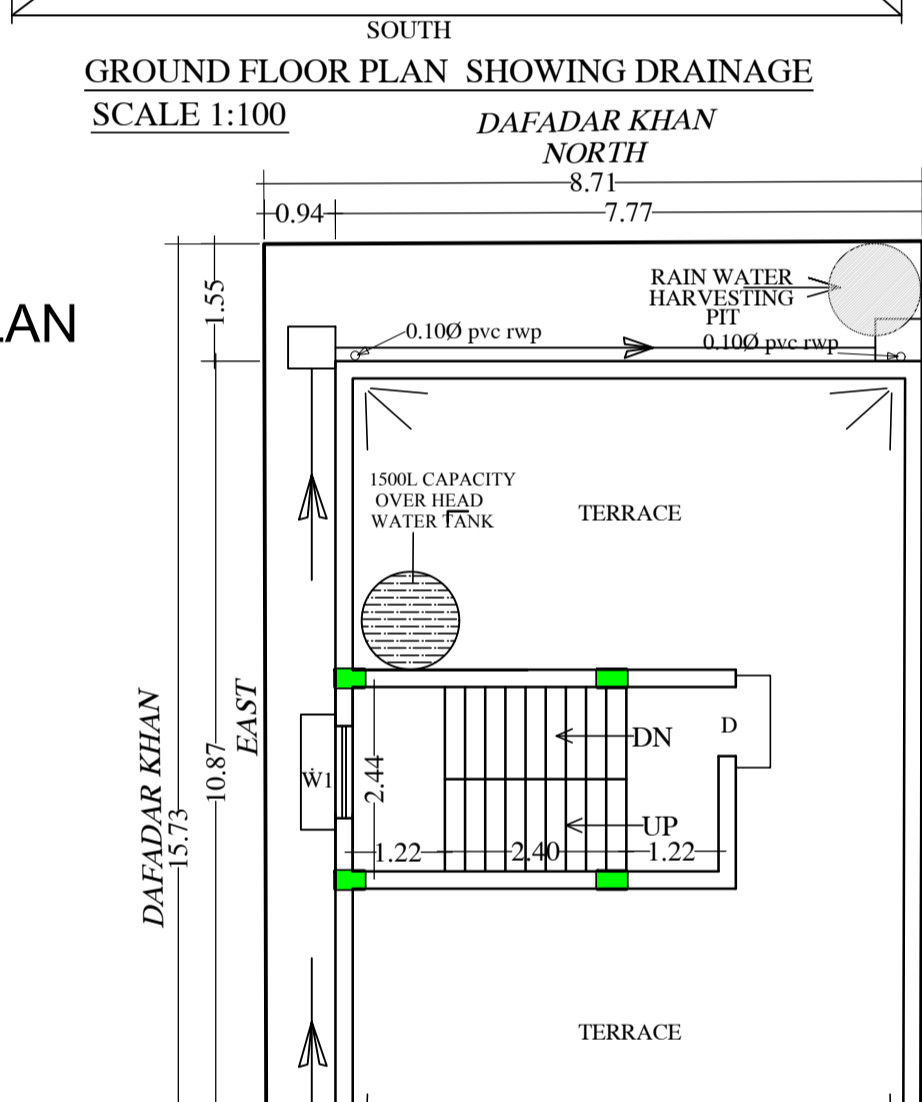 SOUTH
GROUND FLOOR PLAN SHOWING DRAINAGE
SCALE 1:100
DAFADAR KHAN
NORTH
8.71
0.94
7.77
1.55
RAIN WATER
HARVESTING
PIT
0.10Ø pvc rwp
0.10Ø pvc rwp
1500L CAPACITY
OVER HEAD
WATER TANK
TERRACE
DAFADAR KHAN
15.73
10.87
EAST
W1
2.44
DN
D
UP
1.22
2.40
1.22
TERRACE